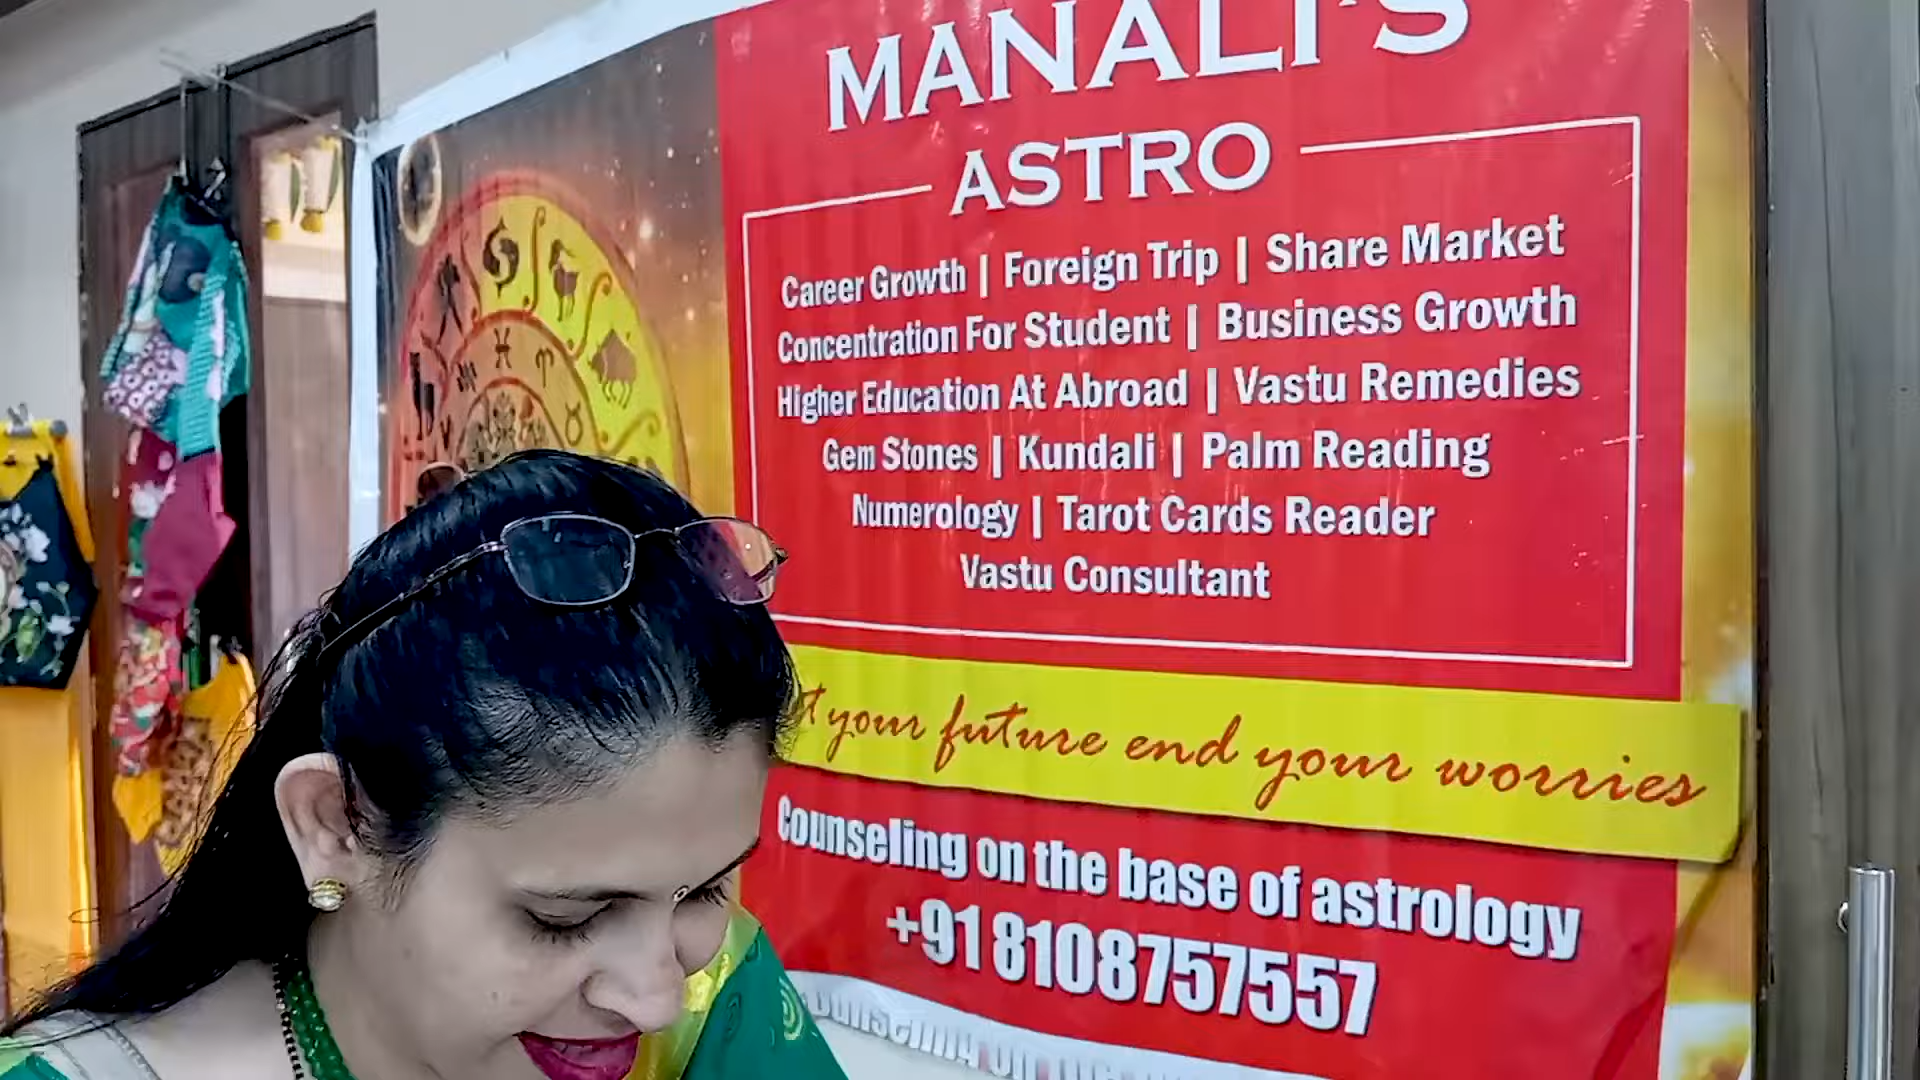 MANALI'S
ASTRO
Career Growth | Foreign Trip | Share Market
Concentration For Student | Business Growth
Higher Education At Abroad | Vastu Remedies
Gem Stones | Kundali | Palm Reading
Numerology | Tarot Cards Reader
Vastu Consultant
your future end your worries
Counseling on the base of astrology
+91 8108757557